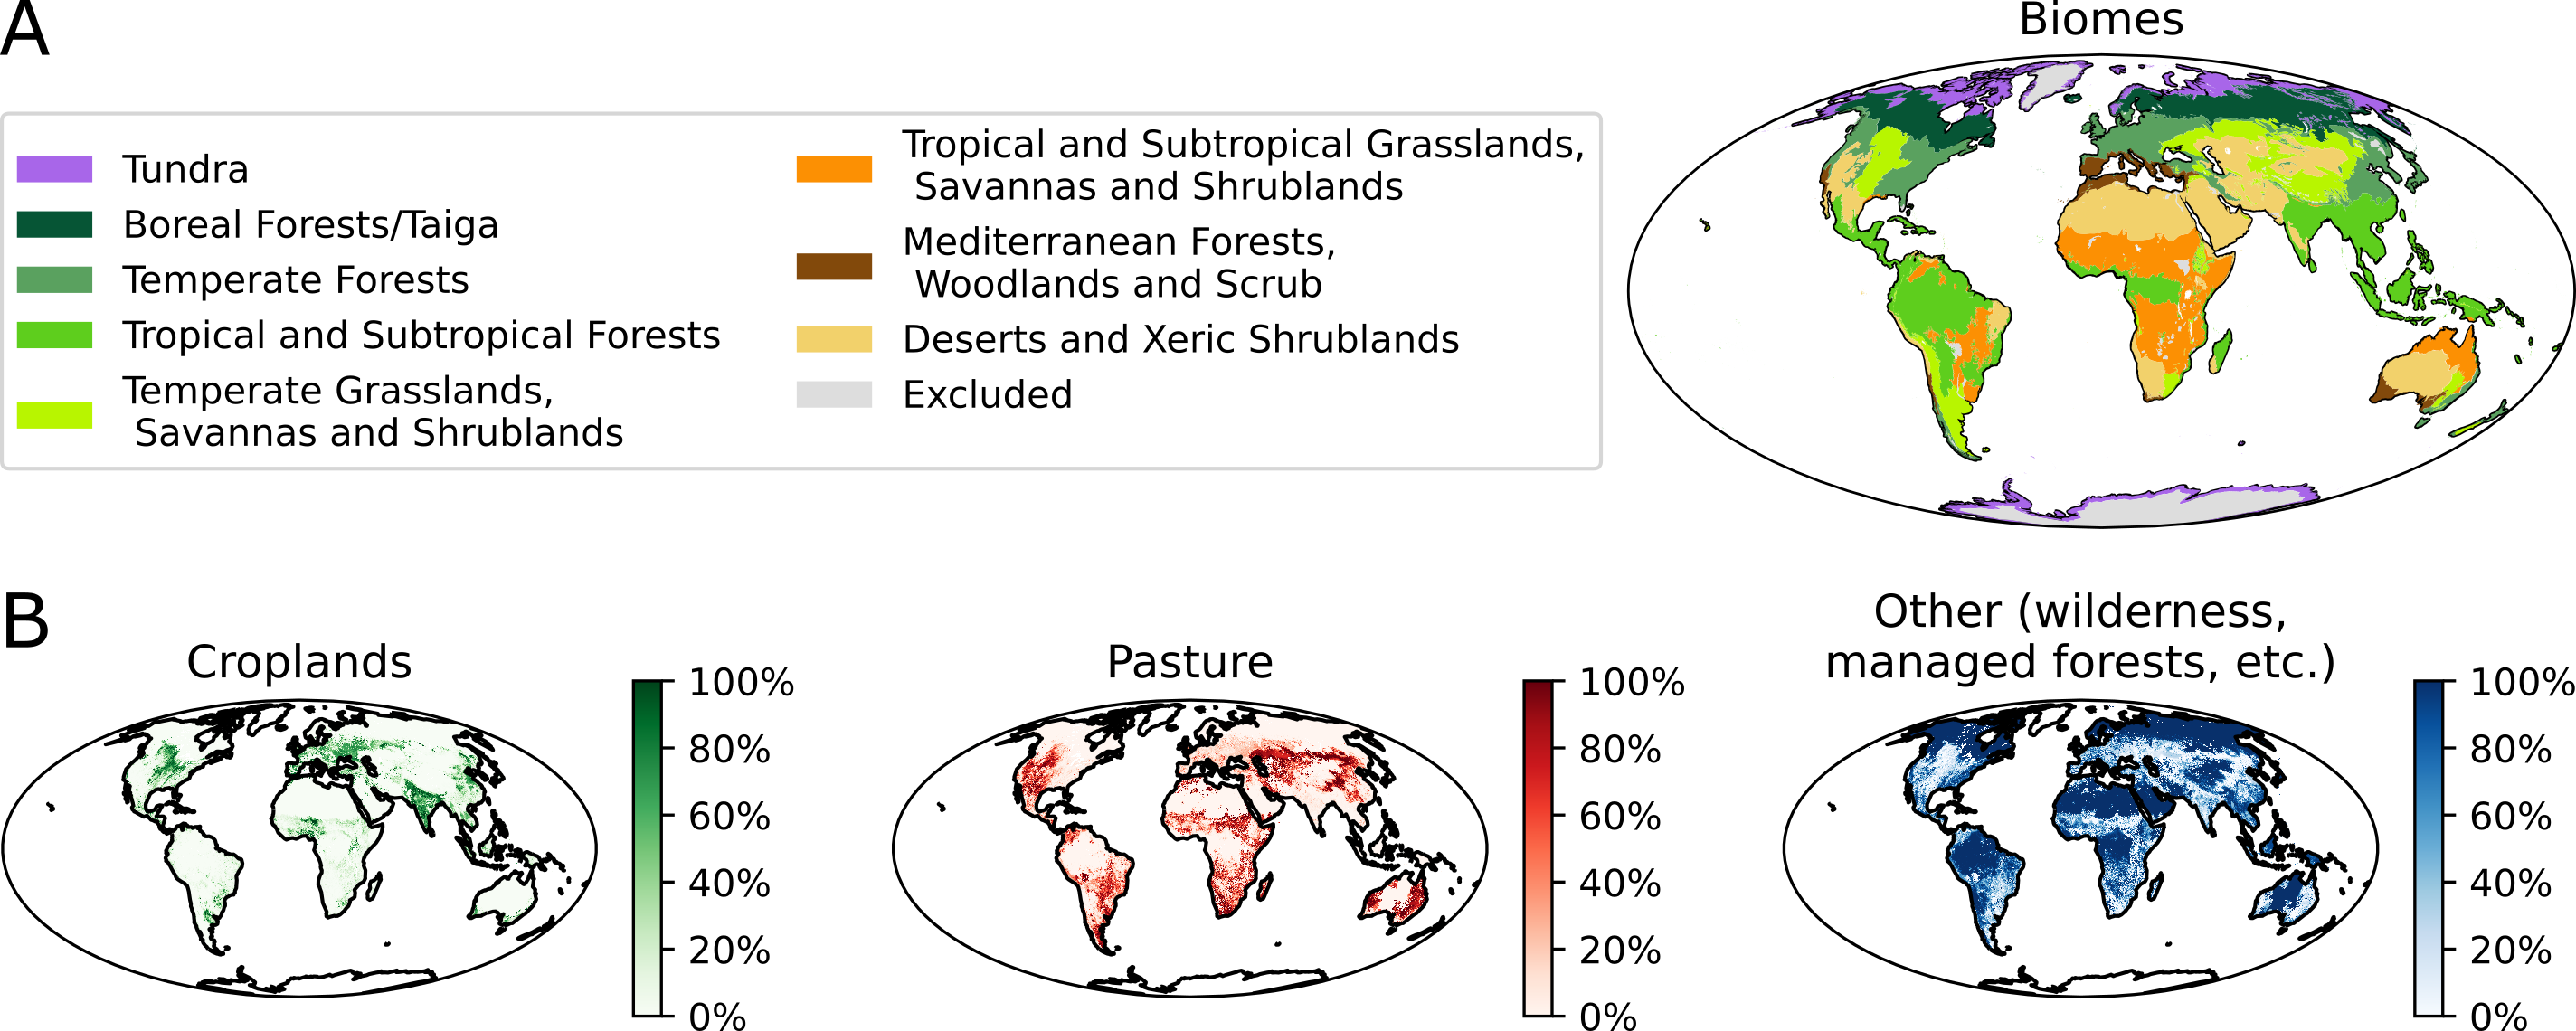 A
Biomes
Tundra
Boreal Forests/Taiga
Temperate Forests
Tropical and Subtropical Forests
Temperate Grasslands,
Savannas and Shrublands
Tropical and Subtropical Grasslands,
Savannas and Shrublands
Mediterranean Forests,
Woodlands and Scrub
Deserts and Xeric Shrublands
Excluded
B
Croplands
100%
80%
60%
40%
20%
0%
Pasture
100%
80%
60%
40%
20%
0%
Other (wilderness,
managed forests, etc.)
100%
80%
60%
40%
20%
0%